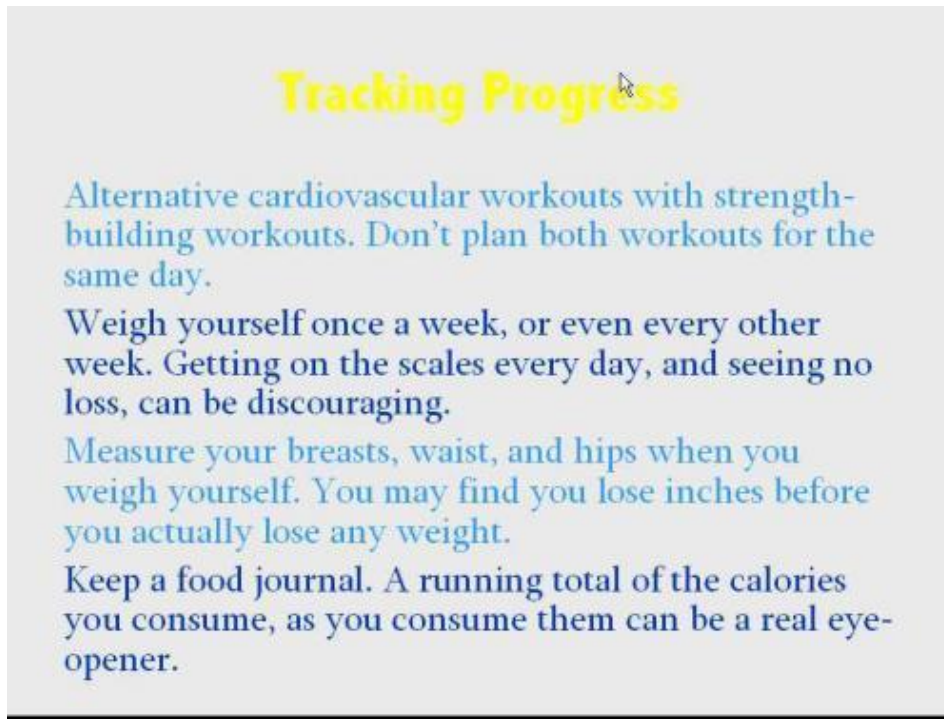 Tracking Progress
Alternative cardiovascular workouts with strength-
building workouts. Don't plan both workouts for the
same day.
Weigh yourself once a week, or even every other
week. Getting on the scales every day, and seeing no
loss, can be discouraging.
Measure your breasts, waist, and hips when you
weigh yourself. You may find you lose inches before
you actually lose any weight.
Keep a food journal. A running total of the calories
you consume, as you consume them can be a real eye-
opener.